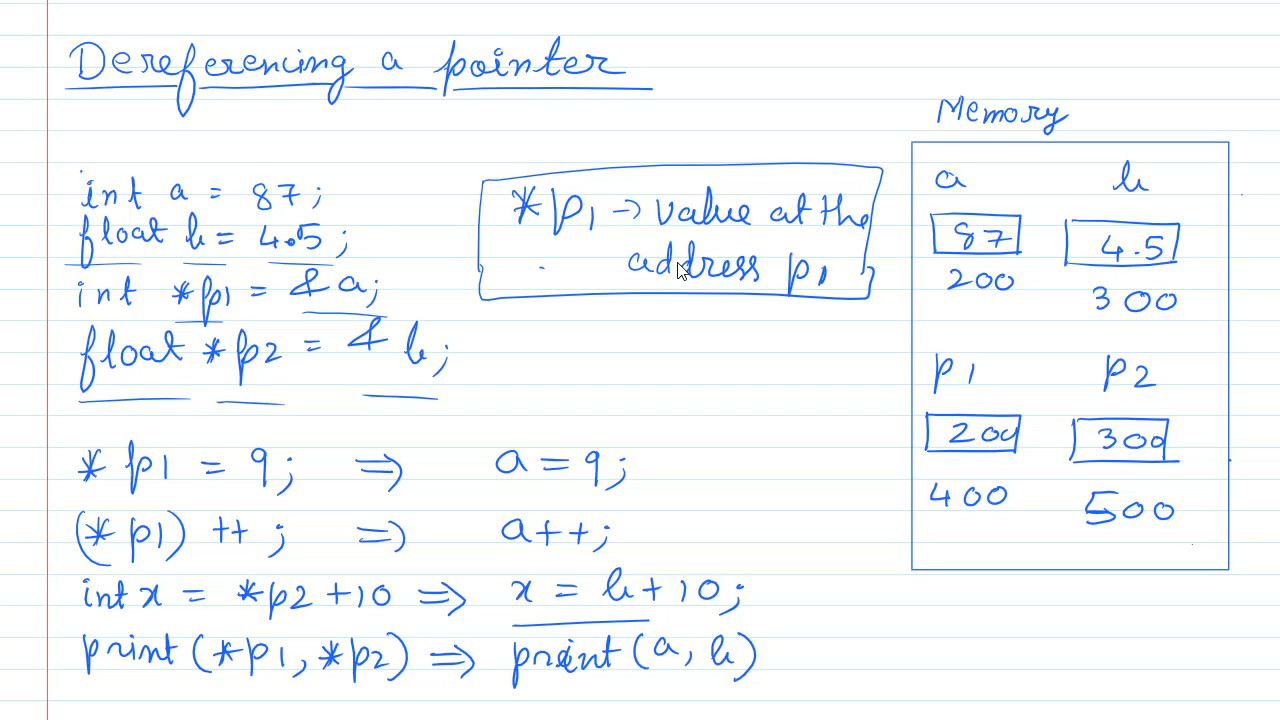 Dereferening a pointer
int a = 87;
float b = 4.5;
int *p1 = &a;
float *p2 = &b;
*p1 → value at the
address p1
*p1 = 9; ⇒ a = 9;
(*p1)++; ⇒ a++;
int x = *p2+10 ⇒ x = b+10;
print(*p1, *p2) ⇒ print(a, b)
Memory
a b
87 4.5
200 300
p1 p2
200 300
400 500